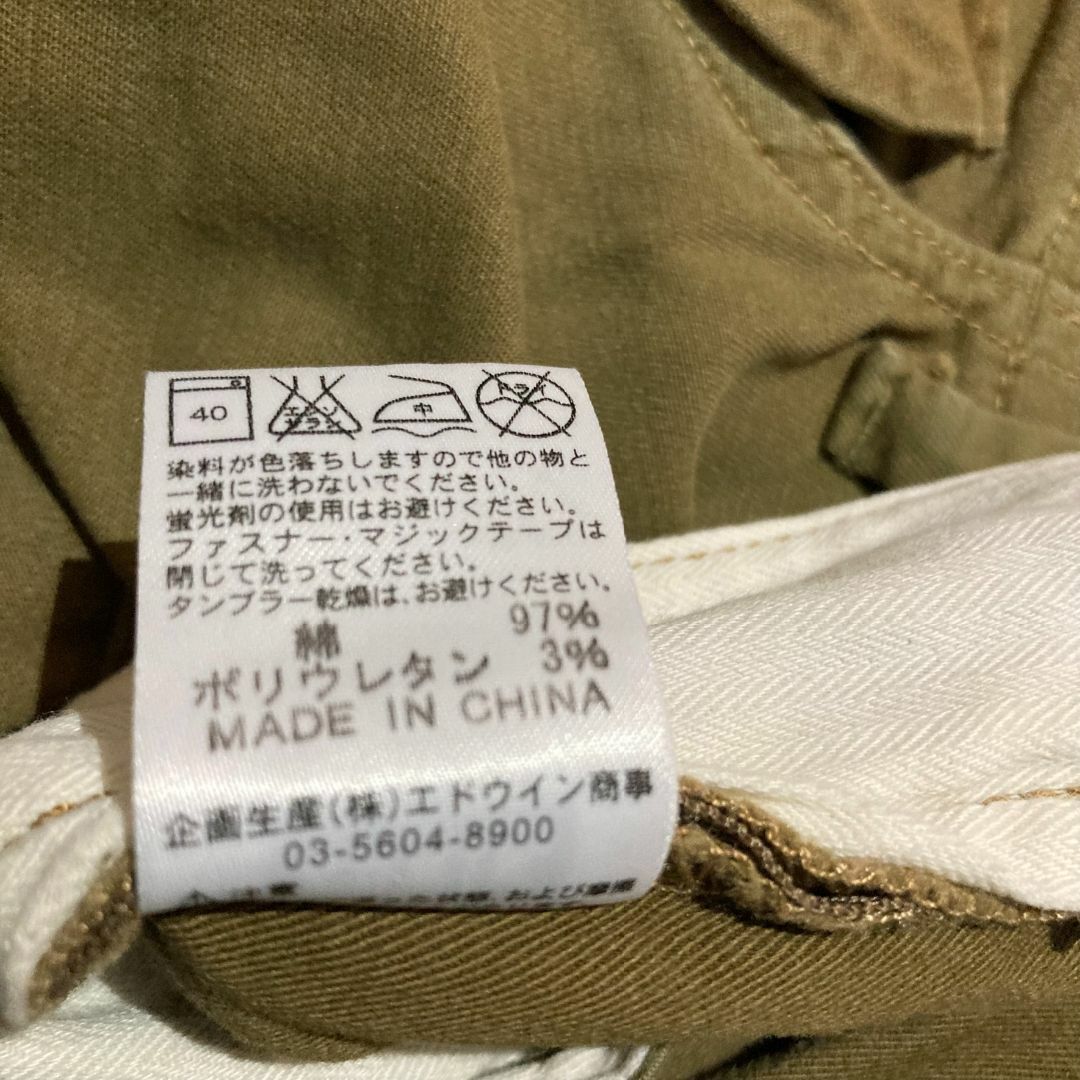 40
エンソ
サラシ
中
ドライ
染料が色落ちしますので他の物と
一緒に洗わないでください。
蛍光剤の使用はお避けください。
ファスナー・マジックテープは
閉じて洗ってください。
タンブラー乾燥は、お避けください。
綿 97%
ポリウレタン 3%
MADE IN CHINA
企画生産(株)エドウイン商事
03-5604-8900
および摩擦